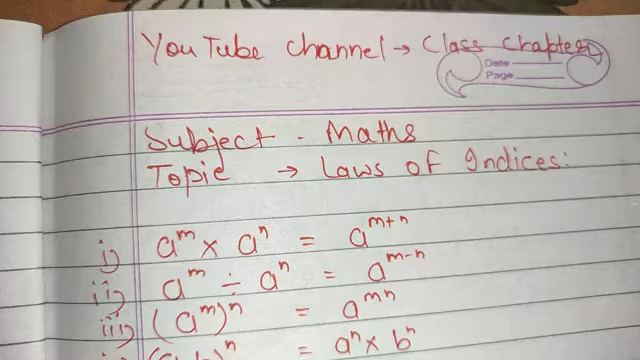 YouTube channel → Class Chapter
Date
Page
Subject - Maths
Topic → Laws of Indices:
i) aᵐ × aⁿ = aᵐ⁺ⁿ
ii) aᵐ ÷ aⁿ = aᵐ⁻ⁿ
iii) (aᵐ)ⁿ = aᵐⁿ
)ⁿ = aⁿ × bⁿ